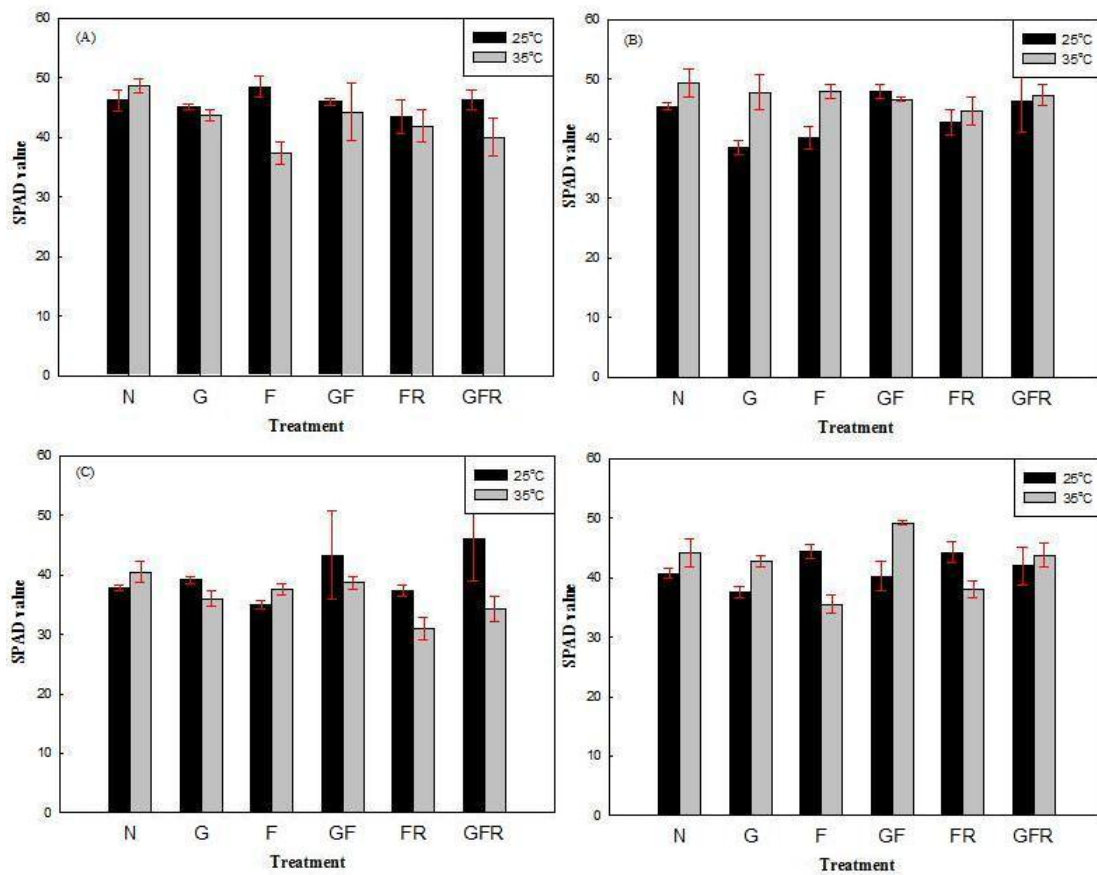 (A)
25°C
35°C
60
50
40
30
20
10
0
SPAD value
N G F GF FR GFR
Treatment
(B)
25°C
35°C
60
50
40
30
20
10
0
SPAD value
N G F GF FR GFR
Treatment
(C)
25°C
35°C
60
50
40
30
20
10
0
SPAD value
N G F GF FR GFR
Treatment
25°C
35°C
60
50
40
30
20
10
0
SPAD value
N G F GF FR GFR
Treatment